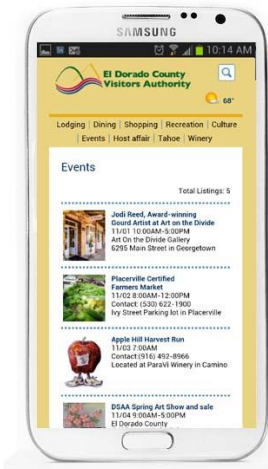 SAMSUNG
10:14 AM
El Dorado County
Visitors Authority
68°
Lodging | Dining | Shopping | Recreation | Culture
| Events | Host affair | Tahoe | Winery
Events
Total Listings: 5
Jodi Reed, Award-winning
Gourd Artist at Art on the Divide
11/01 10:00AM-5:00PM
Art On the Divide Gallery
6295 Main Street in Georgetown
Placerville Certified
Farmers Market
11/02 8:00AM-12:00PM
Contact: (530) 622-1900
Ivy Street Parking lot in Placerville
Apple Hill Harvest Run
11/03 7:00AM
Contact:(916) 492-8966
Located at ParaVi Winery in Camino
DSAA Spring Art Show and sale
11/04 9:00AM-5:00PM
El Dorado County